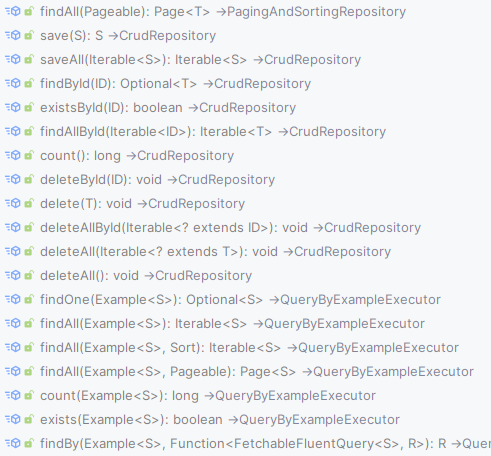 findAll(Pageable): Page<T> →PagingAndSortingRepository
save(S): S →CrudRepository
saveAll(Iterable<S>): Iterable<S> →CrudRepository
findById(ID): Optional<T> →CrudRepository
existsById(ID): boolean →CrudRepository
findAllById(Iterable<ID>): Iterable<T> →CrudRepository
count(): long →CrudRepository
deleteById(ID): void →CrudRepository
delete(T): void →CrudRepository
deleteAllById(Iterable<? extends ID>): void →CrudRepository
deleteAll(Iterable<? extends T>): void →CrudRepository
deleteAll(): void →CrudRepository
findOne(Example<S>): Optional<S> →QueryByExampleExecutor
findAll(Example<S>): Iterable<S> →QueryByExampleExecutor
findAll(Example<S>, Sort): Iterable<S> →QueryByExampleExecutor
findAll(Example<S>, Pageable): Page<S> →QueryByExampleExecutor
count(Example<S>): long →QueryByExampleExecutor
exists(Example<S>): boolean →QueryByExampleExecutor
findBy(Example<S>, Function<FetchableFluentQuery<S>, R>): R →Quer